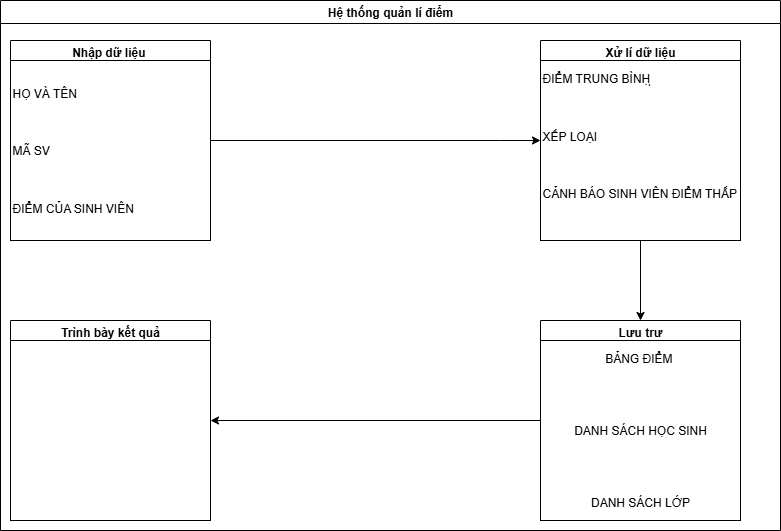 Hệ thống quản lí điểm
Nhập dữ liệu
HỌ VÀ TÊN
MÃ SV
ĐIỂM CỦA SINH VIÊN
Xử lí dữ liệu
ĐIỂM TRUNG BÌNḤ
XẾP LOẠI
CẢNH BÁO SINH VIÊN ĐIỂM THẤP
Trình bày kết quả
Lưu trư
BẢNG ĐIỂM
DANH SÁCH HỌC SINH
DANH SÁCH LỚP